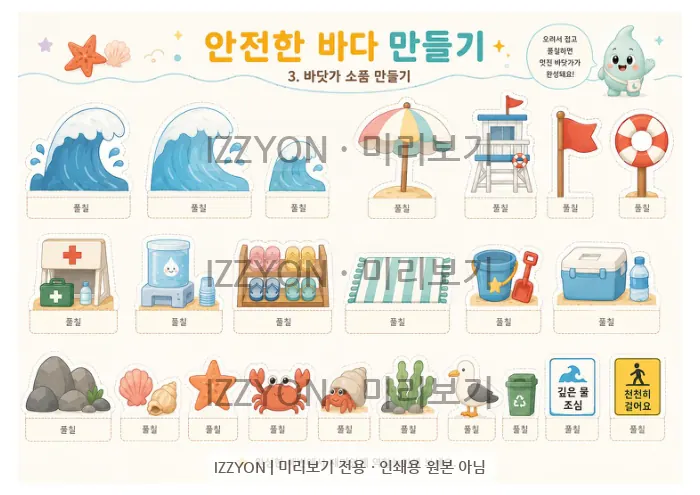 안전한 바다 만들기
3. 바닷가 소품 만들기
오려서 접고
풀칠하면
멋진 바닷가가
완성돼요!
IZZYON · 미리보기
풀칠 풀칠 풀칠 풀칠 풀칠 풀칠 풀칠
IZZYON · 미리보기
풀칠 풀칠 풀칠 풀칠 풀칠 풀칠
깊은 물
조심
천천히
걸어요
IZZYON · 미리보기
풀칠 풀칠 풀칠 풀칠 풀칠 풀칠 풀칠 풀칠 풀칠 풀칠
IZZYON | 미리보기 전용 · 인쇄용 원본 아님